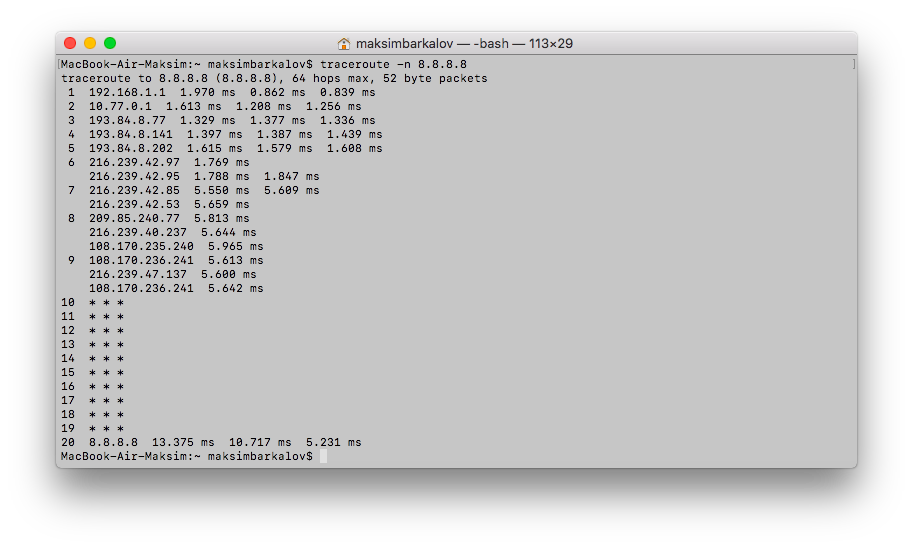 maksimbarkalov — -bash — 113×29
[MacBook-Air-Maksim:~ maksimbarkalov$ traceroute -n 8.8.8.8 ]
traceroute to 8.8.8.8 (8.8.8.8), 64 hops max, 52 byte packets
 1  192.168.1.1  1.970 ms  0.862 ms  0.839 ms
 2  10.77.0.1  1.613 ms  1.208 ms  1.256 ms
 3  193.84.8.77  1.329 ms  1.377 ms  1.336 ms
 4  193.84.8.141  1.397 ms  1.387 ms  1.439 ms
 5  193.84.8.202  1.615 ms  1.579 ms  1.608 ms
 6  216.239.42.97  1.769 ms
    216.239.42.95  1.788 ms  1.847 ms
 7  216.239.42.85  5.550 ms  5.609 ms
    216.239.42.53  5.659 ms
 8  209.85.240.77  5.813 ms
    216.239.40.237  5.644 ms
    108.170.235.240  5.965 ms
 9  108.170.236.241  5.613 ms
    216.239.47.137  5.600 ms
    108.170.236.241  5.642 ms
10  * * *
11  * * *
12  * * *
13  * * *
14  * * *
15  * * *
16  * * *
17  * * *
18  * * *
19  * * *
20  8.8.8.8  13.375 ms  10.717 ms  5.231 ms
MacBook-Air-Maksim:~ maksimbarkalov$